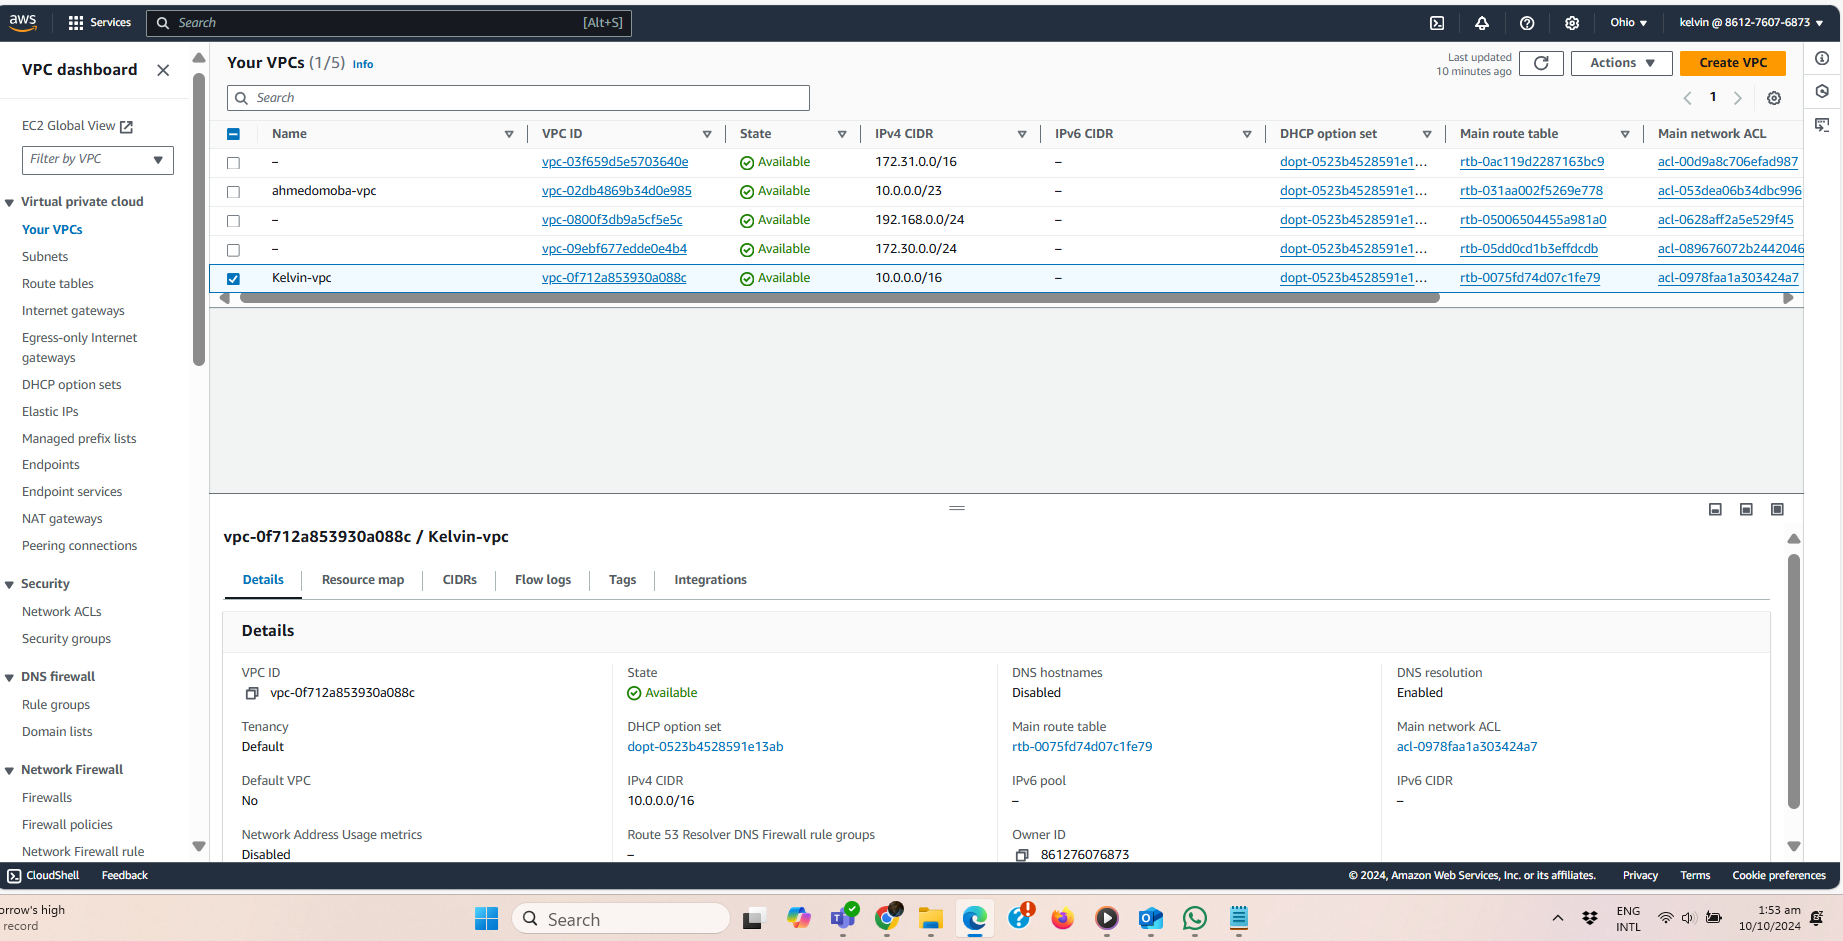 aws
Services
Search
[Alt+S]
Ohio
kelvin @ 8612-7607-6873
VPC dashboard
EC2 Global View
Filter by VPC
Virtual private cloud
Your VPCs
Subnets
Route tables
Internet gateways
Egress-only Internet
gateways
DHCP option sets
Elastic IPs
Managed prefix lists
Endpoints
Endpoint services
NAT gateways
Peering connections
Security
Network ACLs
Security groups
DNS firewall
Rule groups
Domain lists
Network Firewall
Firewalls
Firewall policies
Network Firewall rule
Your VPCs (1/5) Info
Last updated
10 minutes ago
Actions
Create VPC
Search
1
Name VPC ID State IPv4 CIDR IPv6 CIDR DHCP option set Main route table Main network ACL
– vpc-03f659d5e5703640e Available 172.31.0.0/16 – dopt-0523b4528591e1... rtb-0ac119d2287163bc9 acl-00d9a8c706efad987
ahmedomoba-vpc vpc-02db4869b34d0e985 Available 10.0.0.0/23 – dopt-0523b4528591e1... rtb-031aa002f5269e778 acl-053dea06b34dbc996
– vpc-0800f3db9a5cf5e5c Available 192.168.0.0/24 – dopt-0523b4528591e1... rtb-05006504455a981a0 acl-0628aff2a5e529f45
– vpc-09ebf677edde0e4b4 Available 172.30.0.0/24 – dopt-0523b4528591e1... rtb-05dd0cd1b3effdcdb acl-089676072b2442046
Kelvin-vpc vpc-0f712a853930a088c Available 10.0.0.0/16 – dopt-0523b4528591e1... rtb-0075fd74d07c1fe79 acl-0978faa1a303424a7
vpc-0f712a853930a088c / Kelvin-vpc
Details Resource map CIDRs Flow logs Tags Integrations
Details
VPC ID State DNS hostnames DNS resolution
vpc-0f712a853930a088c Available Disabled Enabled
Tenancy DHCP option set Main route table Main network ACL
Default dopt-0523b4528591e13ab rtb-0075fd74d07c1fe79 acl-0978faa1a303424a7
Default VPC IPv4 CIDR IPv6 pool IPv6 CIDR
No 10.0.0.0/16 – –
Network Address Usage metrics Route 53 Resolver DNS Firewall rule groups Owner ID
Disabled – 861276076873
CloudShell Feedback © 2024, Amazon Web Services, Inc. or its affiliates. Privacy Terms Cookie preferences
orrow's high
record
Search
ENG
INTL
1:53 am
10/10/2024